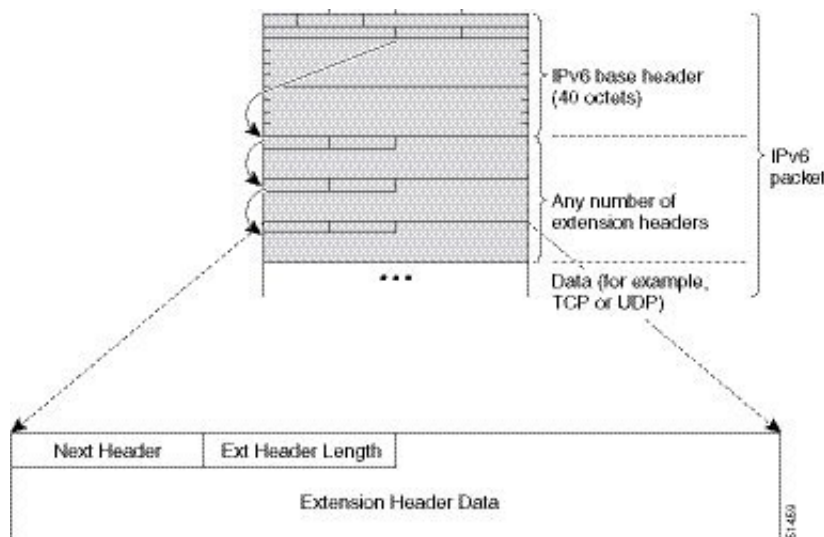 IPv6 base header
(40 octets)
IPv6
packet
Any number of
extension headers
Data (for example,
TCP or UDP)
Next Header
Ext Header Length
Extension Header Data
51459